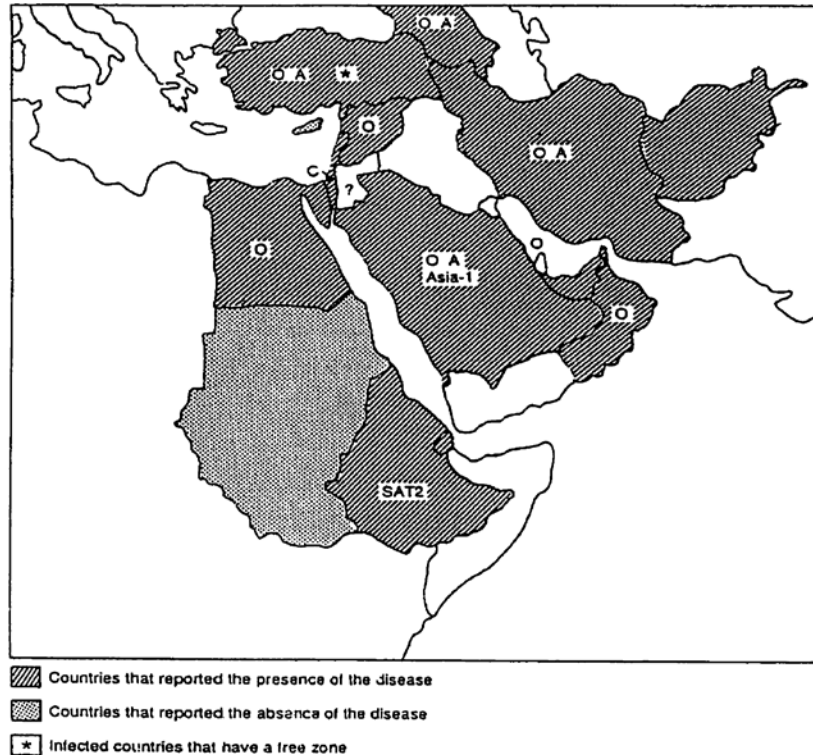 O A
O A *
O
O A
C
?
O
O A
Asia-1
O
O
SAT2
Countries that reported the presence of the disease
Countries that reported the absence of the disease
* Infected countries that have a free zone